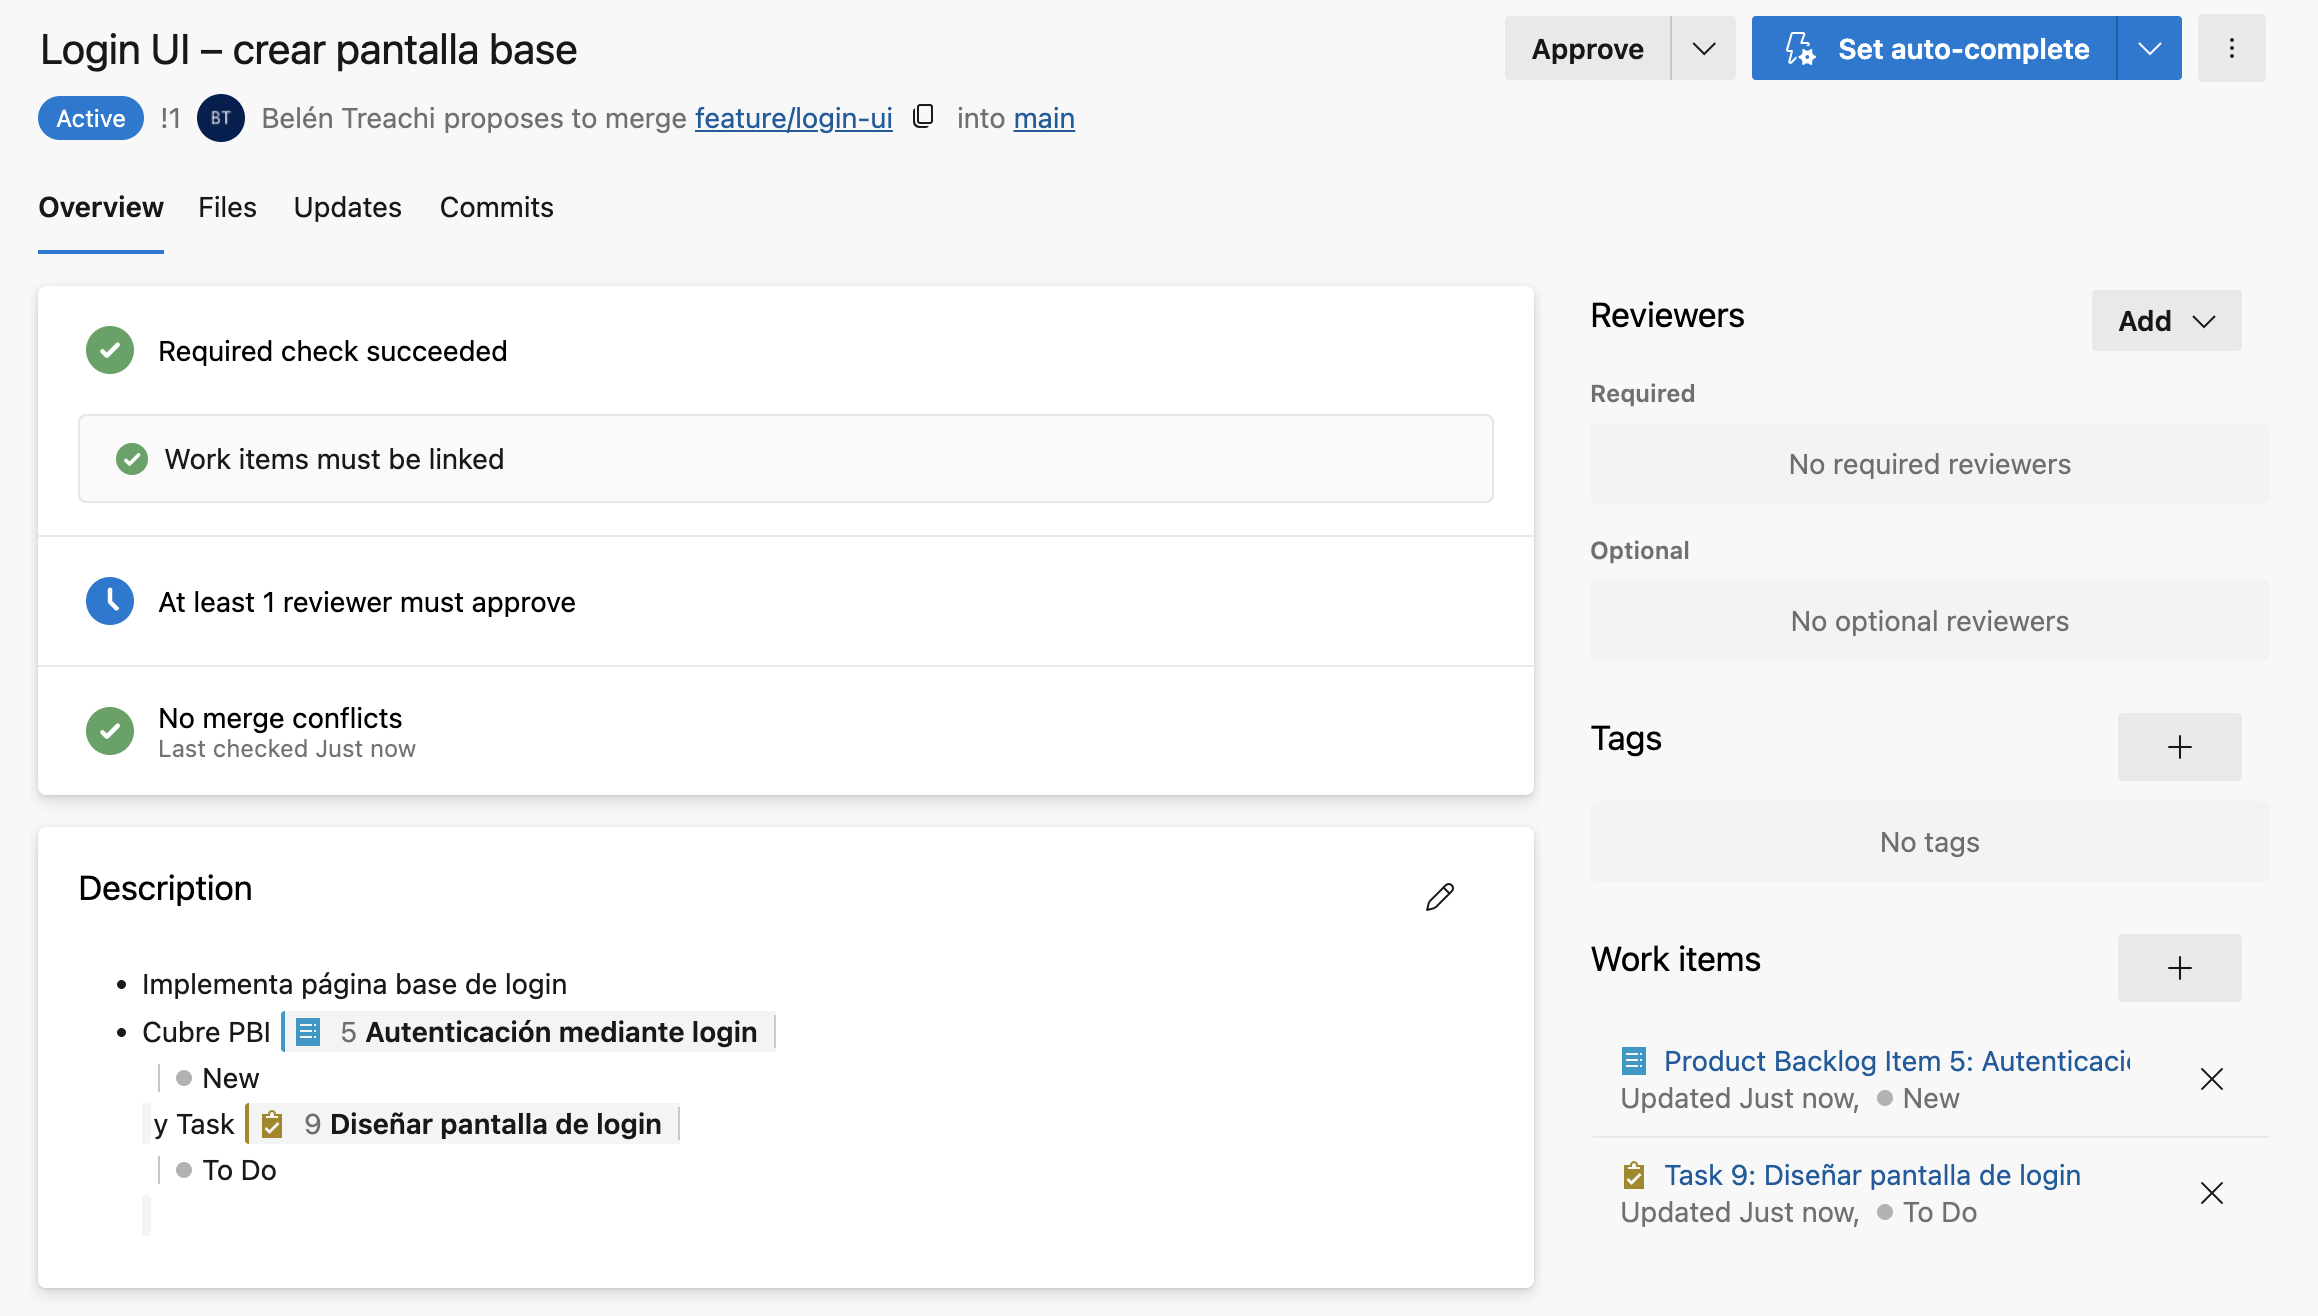 Login UI – crear pantalla base
Approve
Set auto-complete
Active !1 BT Belén Treachi proposes to merge feature/login-ui into main
Overview Files Updates Commits
Required check succeeded
Work items must be linked
At least 1 reviewer must approve
No merge conflicts
Last checked Just now
Description
• Implementa página base de login
• Cubre PBI 5 Autenticación mediante login
New
y Task 9 Diseñar pantalla de login
To Do
Reviewers
Add
Required
No required reviewers
Optional
No optional reviewers
Tags
No tags
Work items
Product Backlog Item 5: Autenticaci
Updated Just now, New
Task 9: Diseñar pantalla de login
Updated Just now, To Do